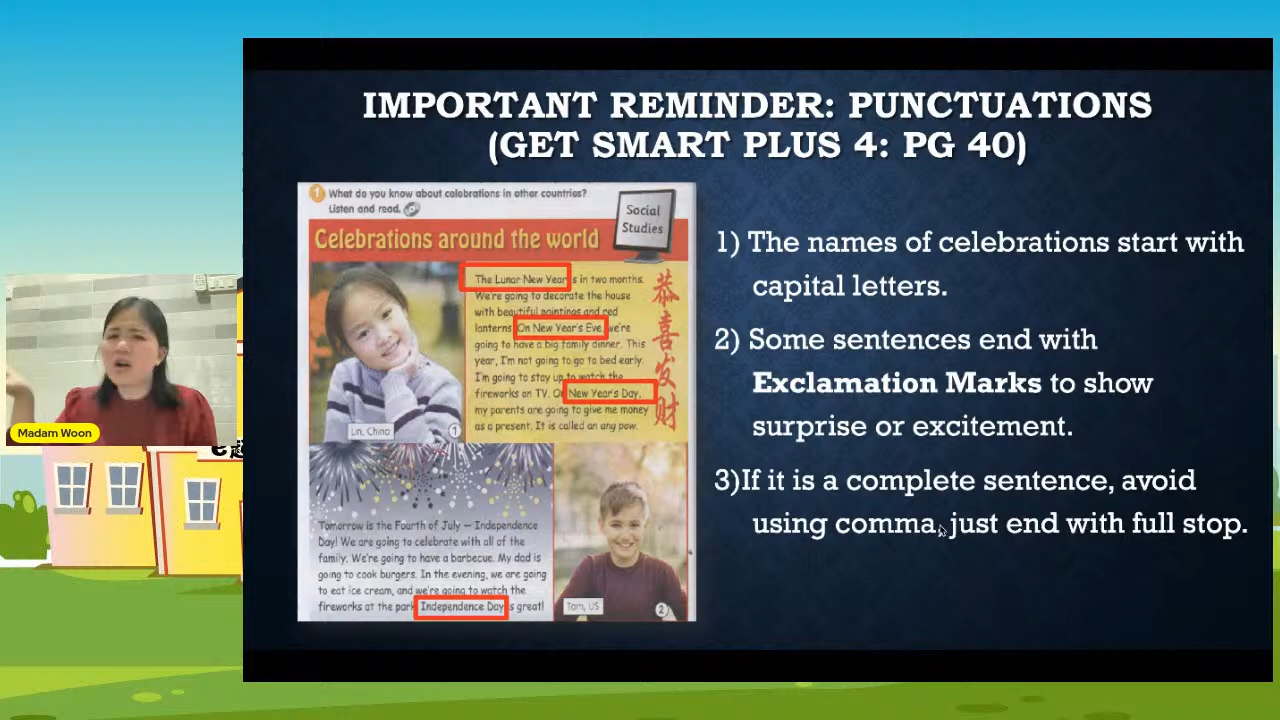 IMPORTANT REMINDER: PUNCTUATIONS
(GET SMART PLUS 4: PG 40)
1 What do you know about celebrations in other countries?
Listen and read.
Social
Studies
Celebrations around the world
The Lunar New Year is in two months.
We're going to decorate the house
with beautiful paintings and red
lanterns. On New Year's Eve, we're
going to have a big family dinner. This
year, I'm not going to go to bed early.
I'm going to stay up to watch the
fireworks on TV. On New Year's Day,
my parents are going to give me money
as a present. It is called an ang pow.
恭喜发财
Lin, China
1
Tomorrow is the Fourth of July – Independence
Day! We are going to celebrate with all of the
family. We're going to have a barbecue. My dad is
going to cook burgers. In the evening, we are going
to eat ice cream, and we're going to watch the
fireworks at the park. Independence Day is great!
Tom, US
2
1) The names of celebrations start with
capital letters.
2) Some sentences end with
Exclamation Marks to show
surprise or excitement.
3)If it is a complete sentence, avoid
using comma, just end with full stop.
Madam Woon